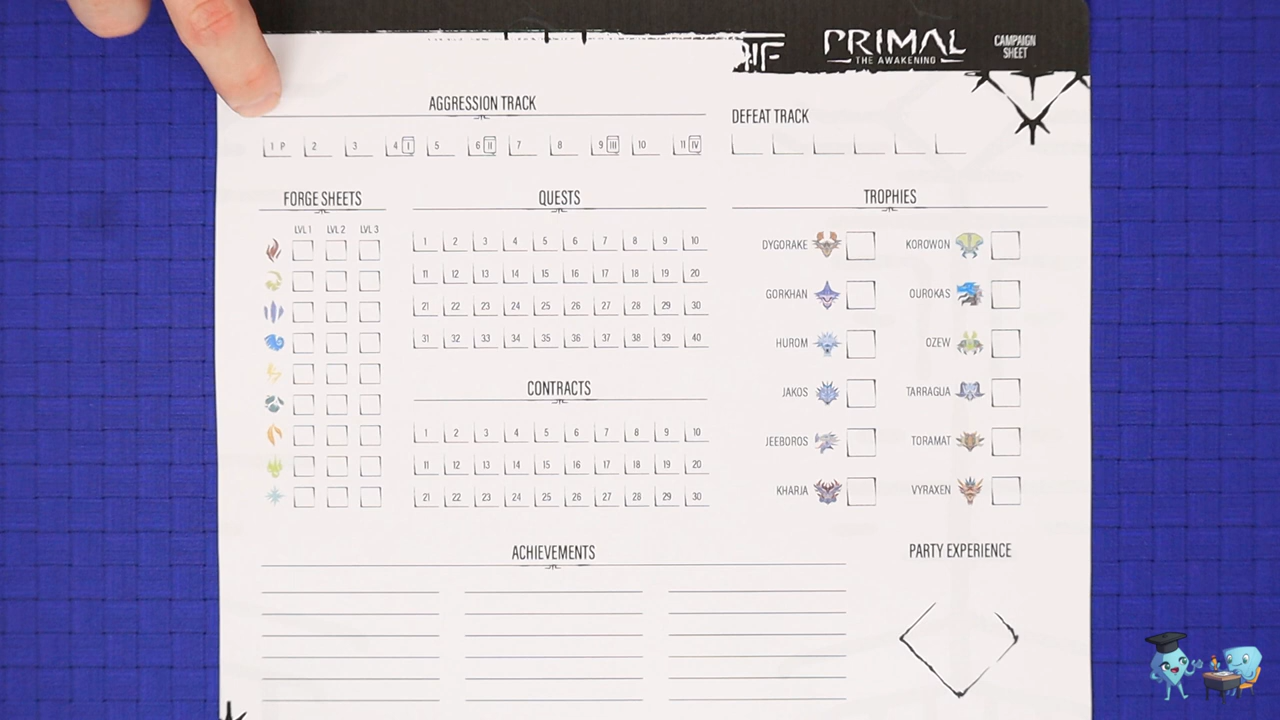 PRIMAL
THE AWAKENING
CAMPAIGN
SHEET
AGGRESSION TRACK
1 P 2 3 4 I 5 6 II 7 8 9 III 10 11 IV
DEFEAT TRACK
FORGE SHEETS
LVL 1 LVL 2 LVL 3
QUESTS
1 2 3 4 5 6 7 8 9 10
11 12 13 14 15 16 17 18 19 20
21 22 23 24 25 26 27 28 29 30
31 32 33 34 35 36 37 38 39 40
CONTRACTS
1 2 3 4 5 6 7 8 9 10
11 12 13 14 15 16 17 18 19 20
21 22 23 24 25 26 27 28 29 30
TROPHIES
DYGORAKE KOROWON
GORKHAN OUROKAS
HUROM OZEW
JAKOS TARRAGUA
JEEBOROS TORAMAT
KHARJA VYRAXEN
ACHIEVEMENTS
PARTY EXPERIENCE